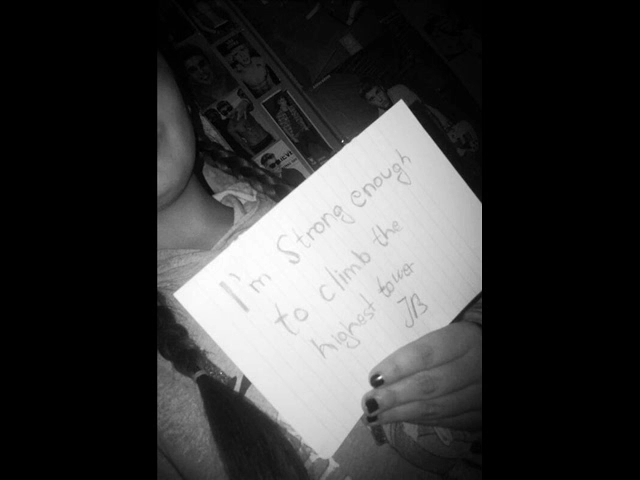 I'm Strong enough
to climb the
highest tower
JB